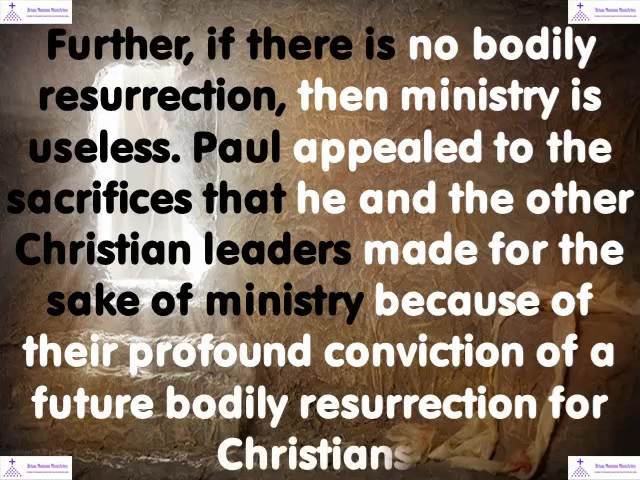 Further, if there is no bodily
resurrection, then ministry is
useless. Paul appealed to the
sacrifices that he and the other
Christian leaders made for the
sake of ministry because of
their profound conviction of a
future bodily resurrection for
Christians